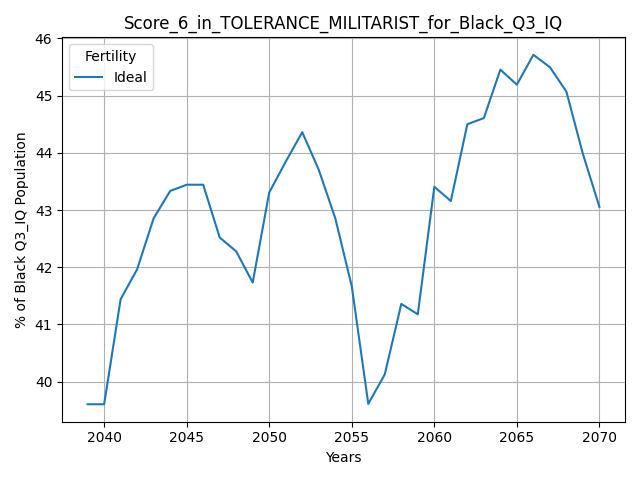 Score_6_in_TOLERANCE_MILITARIST_for_Black_Q3_IQ
Fertility
Ideal
% of Black Q3_IQ Population
46
45
44
43
42
41
40
2040 2045 2050 2055 2060 2065 2070
Years